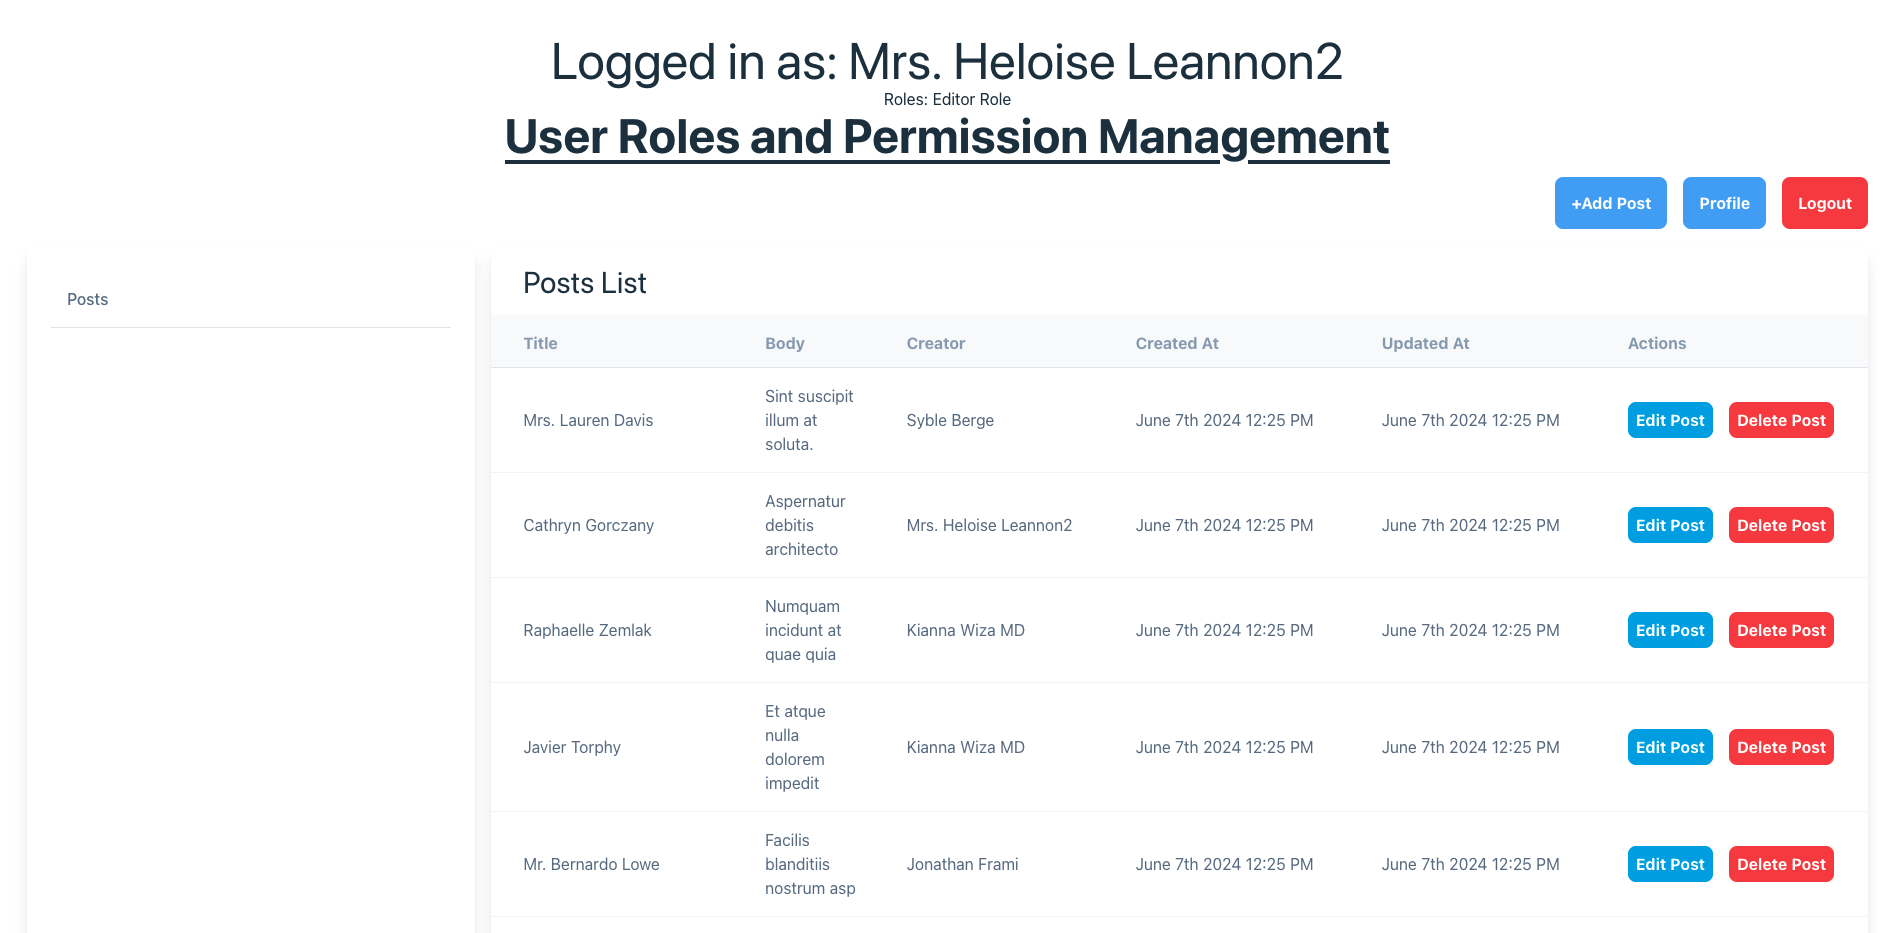 Logged in as: Mrs. Heloise Leannon2
Roles: Editor Role
User Roles and Permission Management
+Add Post Profile Logout
Posts
Posts List
Title Body Creator Created At Updated At Actions
Mrs. Lauren Davis
Sint suscipit
illum at
soluta.
Syble Berge
June 7th 2024 12:25 PM
June 7th 2024 12:25 PM
Edit Post Delete Post
Cathryn Gorczany
Aspernatur
debitis
architecto
Mrs. Heloise Leannon2
June 7th 2024 12:25 PM
June 7th 2024 12:25 PM
Edit Post Delete Post
Raphaelle Zemlak
Numquam
incidunt at
quae quia
Kianna Wiza MD
June 7th 2024 12:25 PM
June 7th 2024 12:25 PM
Edit Post Delete Post
Javier Torphy
Et atque
nulla
dolorem
impedit
Kianna Wiza MD
June 7th 2024 12:25 PM
June 7th 2024 12:25 PM
Edit Post Delete Post
Mr. Bernardo Lowe
Facilis
blanditiis
nostrum asp
Jonathan Frami
June 7th 2024 12:25 PM
June 7th 2024 12:25 PM
Edit Post Delete Post